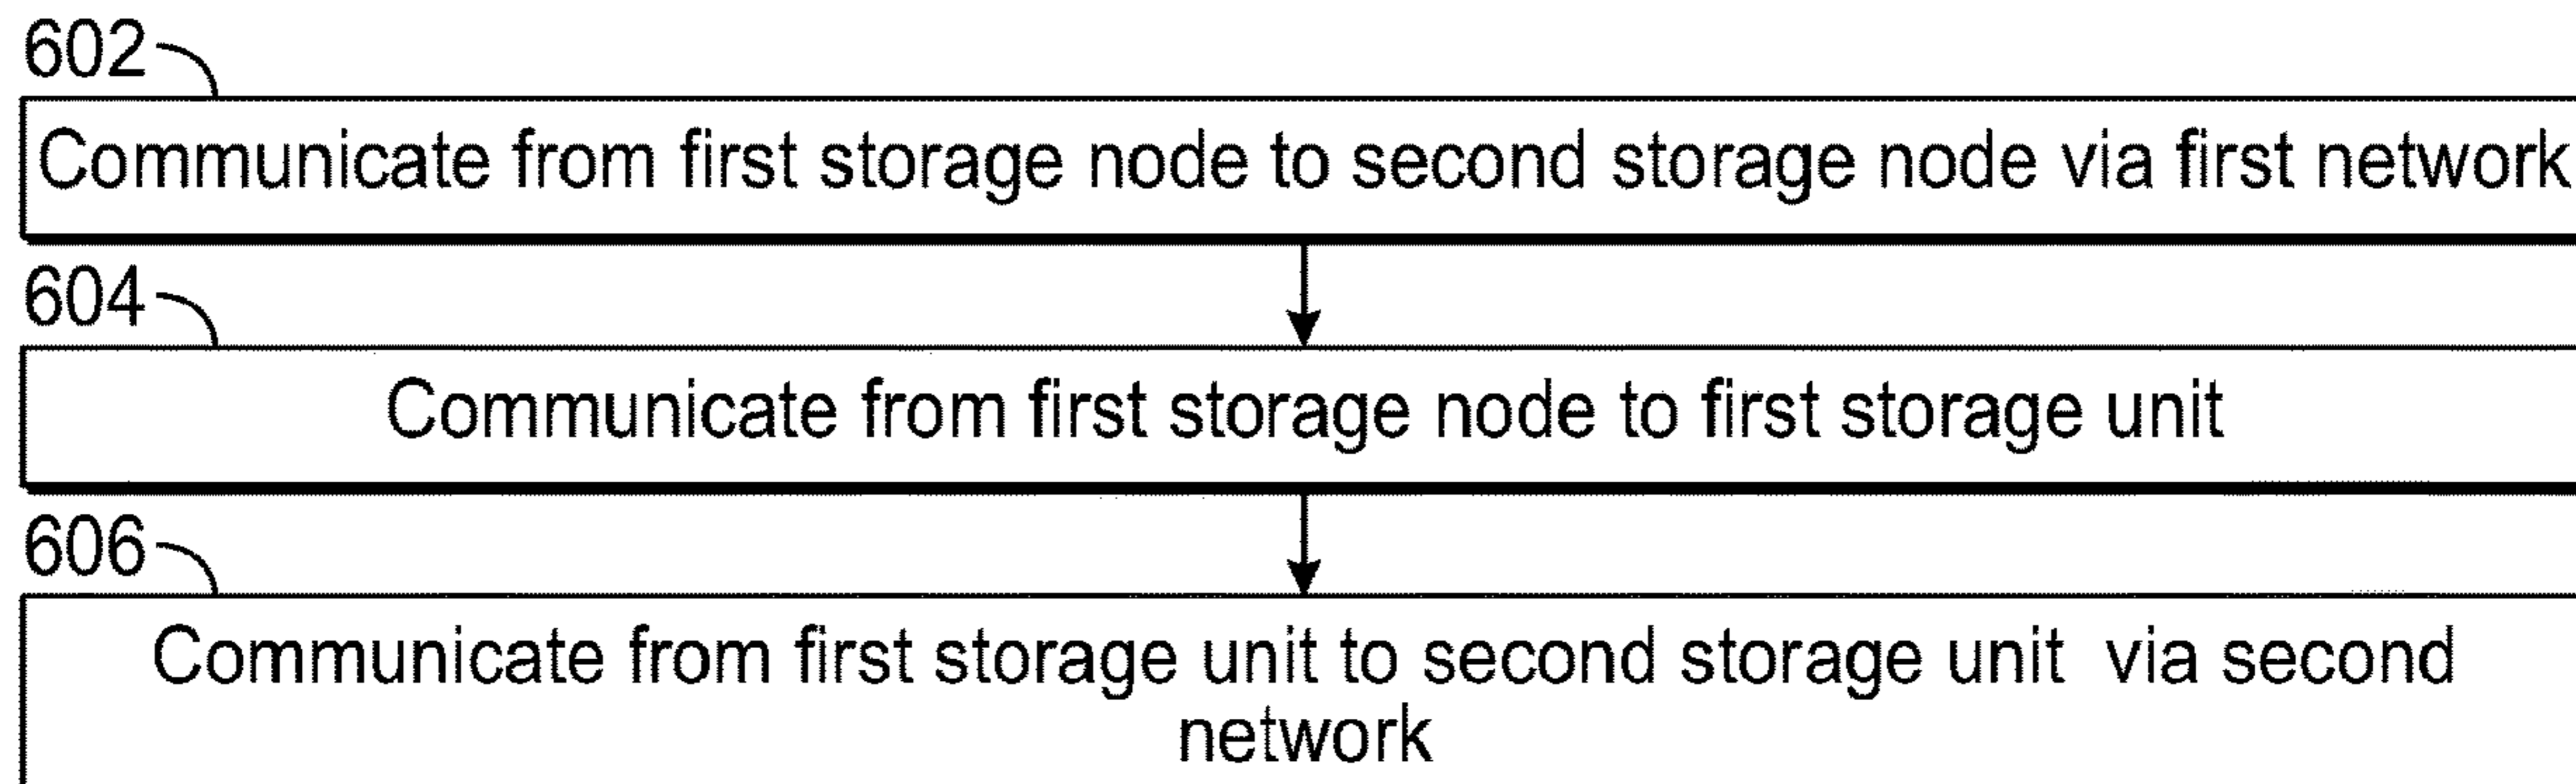 602
Communicate from first storage node to second storage node via first network
604
Communicate from first storage node to first storage unit
606
Communicate from first storage unit to second storage unit via second
network